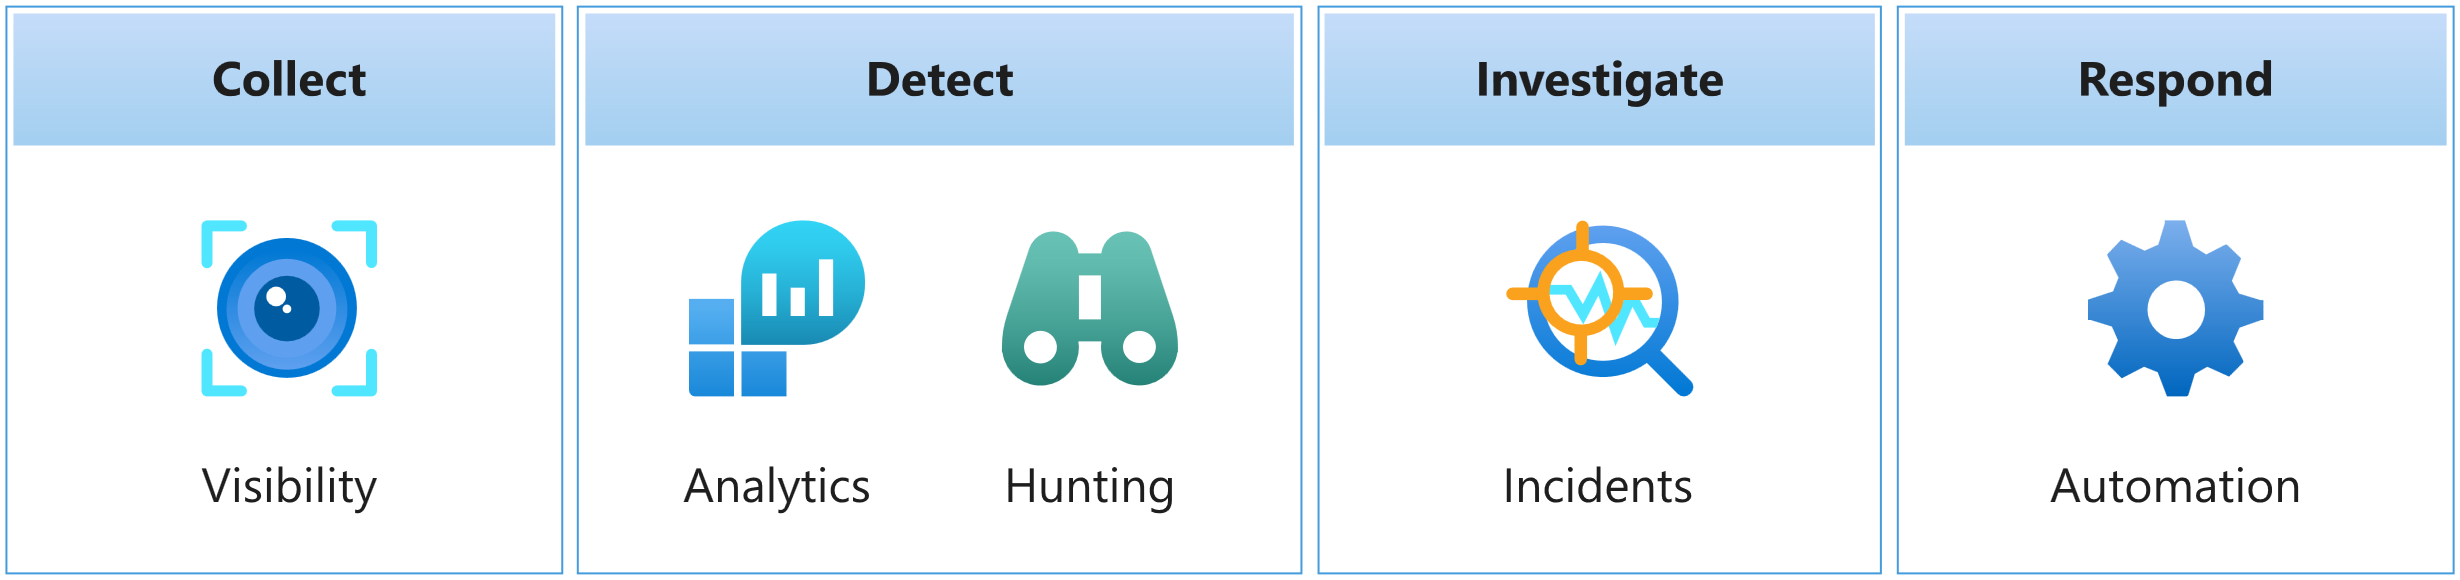 Collect
Visibility
Detect
Analytics
Hunting
Investigate
Incidents
Respond
Automation